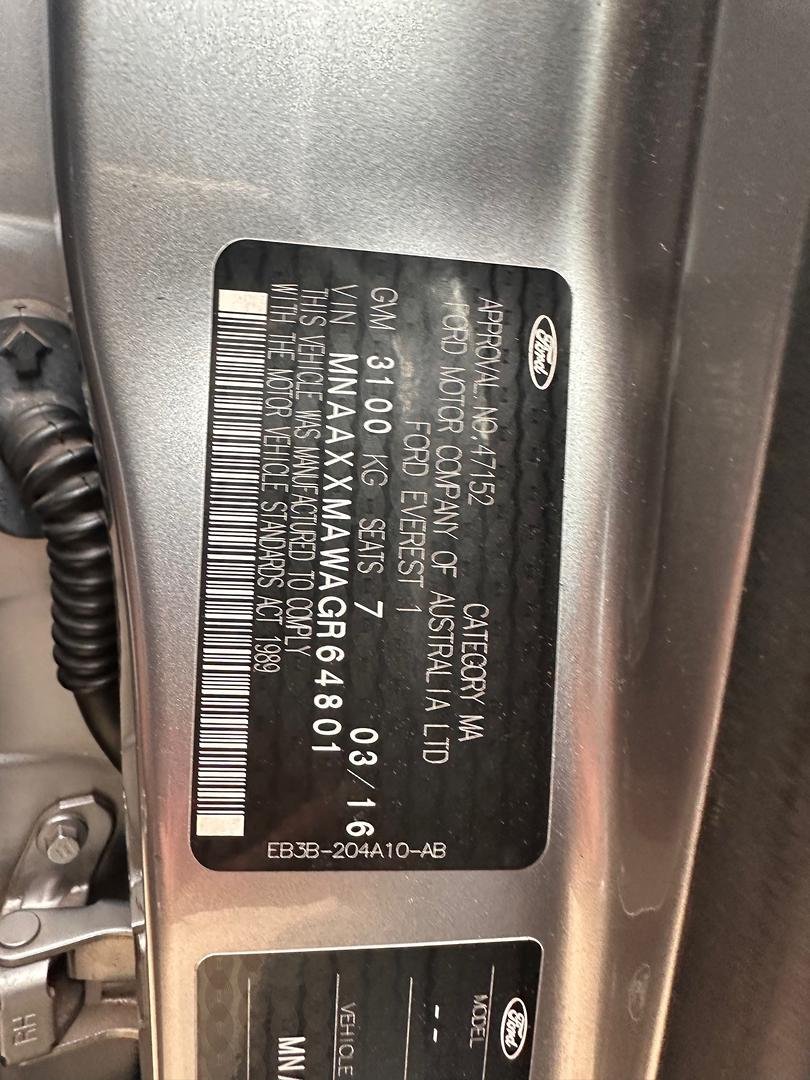 Ford
APPROVAL NO,47152 CATEGORY MA
FORD MOTOR COMPANY OF AUSTRALIA LTD
FORD EVEREST 1
GVM 3100 KG SEATS 7 03/16
VIN MNAAXXMAWAGR64801
THIS VEHICLE WAS MANUFACTURED TO COMPLY
WITH THE MOTOR VEHICLE STANDARDS ACT 1989
EB3B-204A10-AB
Ford
MODEL
--
VEHICLE
MNA
RH